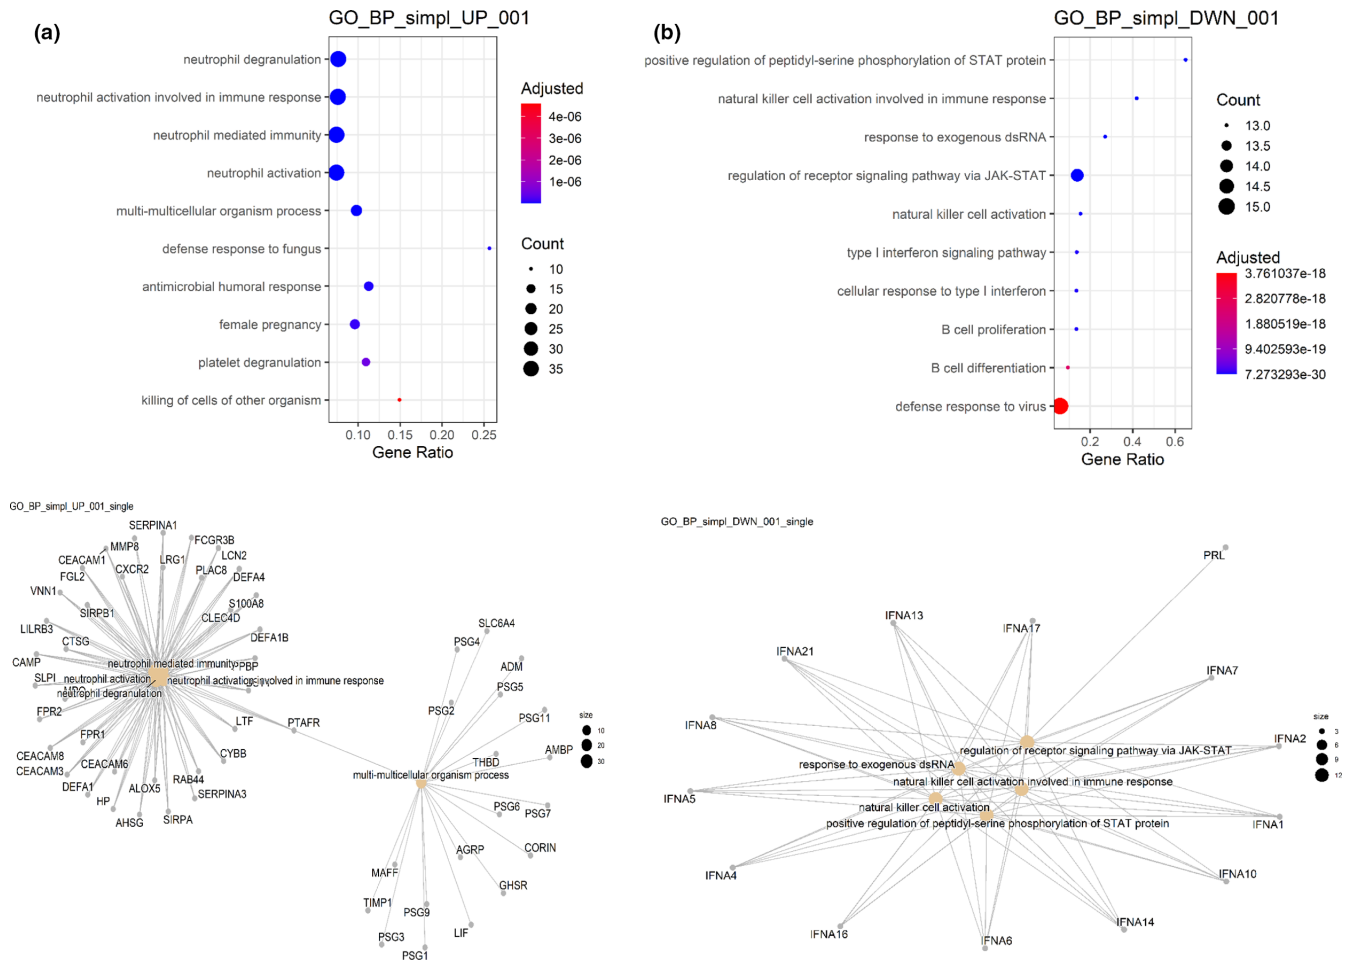 (a)
GO_BP_simpl_UP_001
neutrophil degranulation
neutrophil activation involved in immune response
neutrophil mediated immunity
neutrophil activation
multi-multicellular organism process
defense response to fungus
antimicrobial humoral response
female pregnancy
platelet degranulation
killing of cells of other organism
0.10 0.15 0.20 0.25
Gene Ratio
Adjusted
4e-06
3e-06
2e-06
1e-06
Count
10
15
20
25
30
35
(b)
GO_BP_simpl_DWN_001
positive regulation of peptidyl-serine phosphorylation of STAT protein
natural killer cell activation involved in immune response
response to exogenous dsRNA
regulation of receptor signaling pathway via JAK-STAT
natural killer cell activation
type I interferon signaling pathway
cellular response to type I interferon
B cell proliferation
B cell differentiation
defense response to virus
0.2 0.4 0.6
Gene Ratio
Count
13.0
13.5
14.0
14.5
15.0
Adjusted
3.761037e-18
2.820778e-18
1.880519e-18
9.402593e-19
7.273293e-30
GO_BP_simpl_UP_001_single
SERPINA1
FCGR3B
MMP8
LCN2
CEACAM1
LRG1
CXCR2
PLAC8
FGL2
DEFA4
VNN1
S100A8
SIRPB1
CLEC4D
LILRB3
DEFA1B
CTSG
CAMP
neutrophil mediated immunity
PBP
SLPI
neutrophil activation
neutrophil activation involved in immune response
neutrophil degranulation
FPR2
LTF
PTAFR
FPR1
CEACAM8
CYBB
CEACAM3
CEACAM6
RAB44
DEFA1
ALOX5
SERPINA3
HP
AHSG
SIRPA
SLC6A4
PSG4
ADM
PSG5
PSG2
PSG11
AMBP
THBD
multi-multicellular organism process
PSG6
PSG7
AGRP
CORIN
MAFF
GHSR
TIMP1
PSG9
PSG3
LIF
PSG1
size
10
20
30
GO_BP_simpl_DWN_001_single
PRL
IFNA13
IFNA17
IFNA21
IFNA7
IFNA8
IFNA2
regulation of receptor signaling pathway via JAK-STAT
response to exogenous dsRNA
natural killer cell activation involved in immune response
IFNA5
natural killer cell activation
positive regulation of peptidyl-serine phosphorylation of STAT protein
IFNA1
IFNA4
IFNA10
IFNA14
IFNA16
IFNA6
size
3
6
9
12